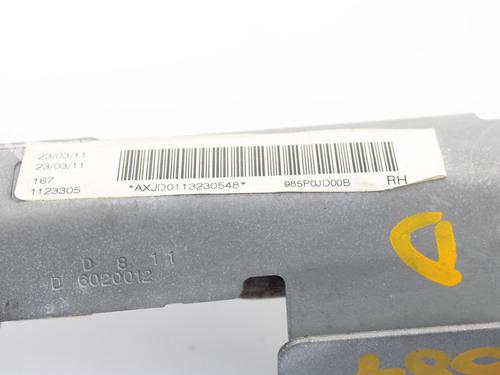 23/03/11
23/03/11
167
1123305
*AXJD0113230548*
985P0JD00B
RH
D 8 11
D 6020012
D